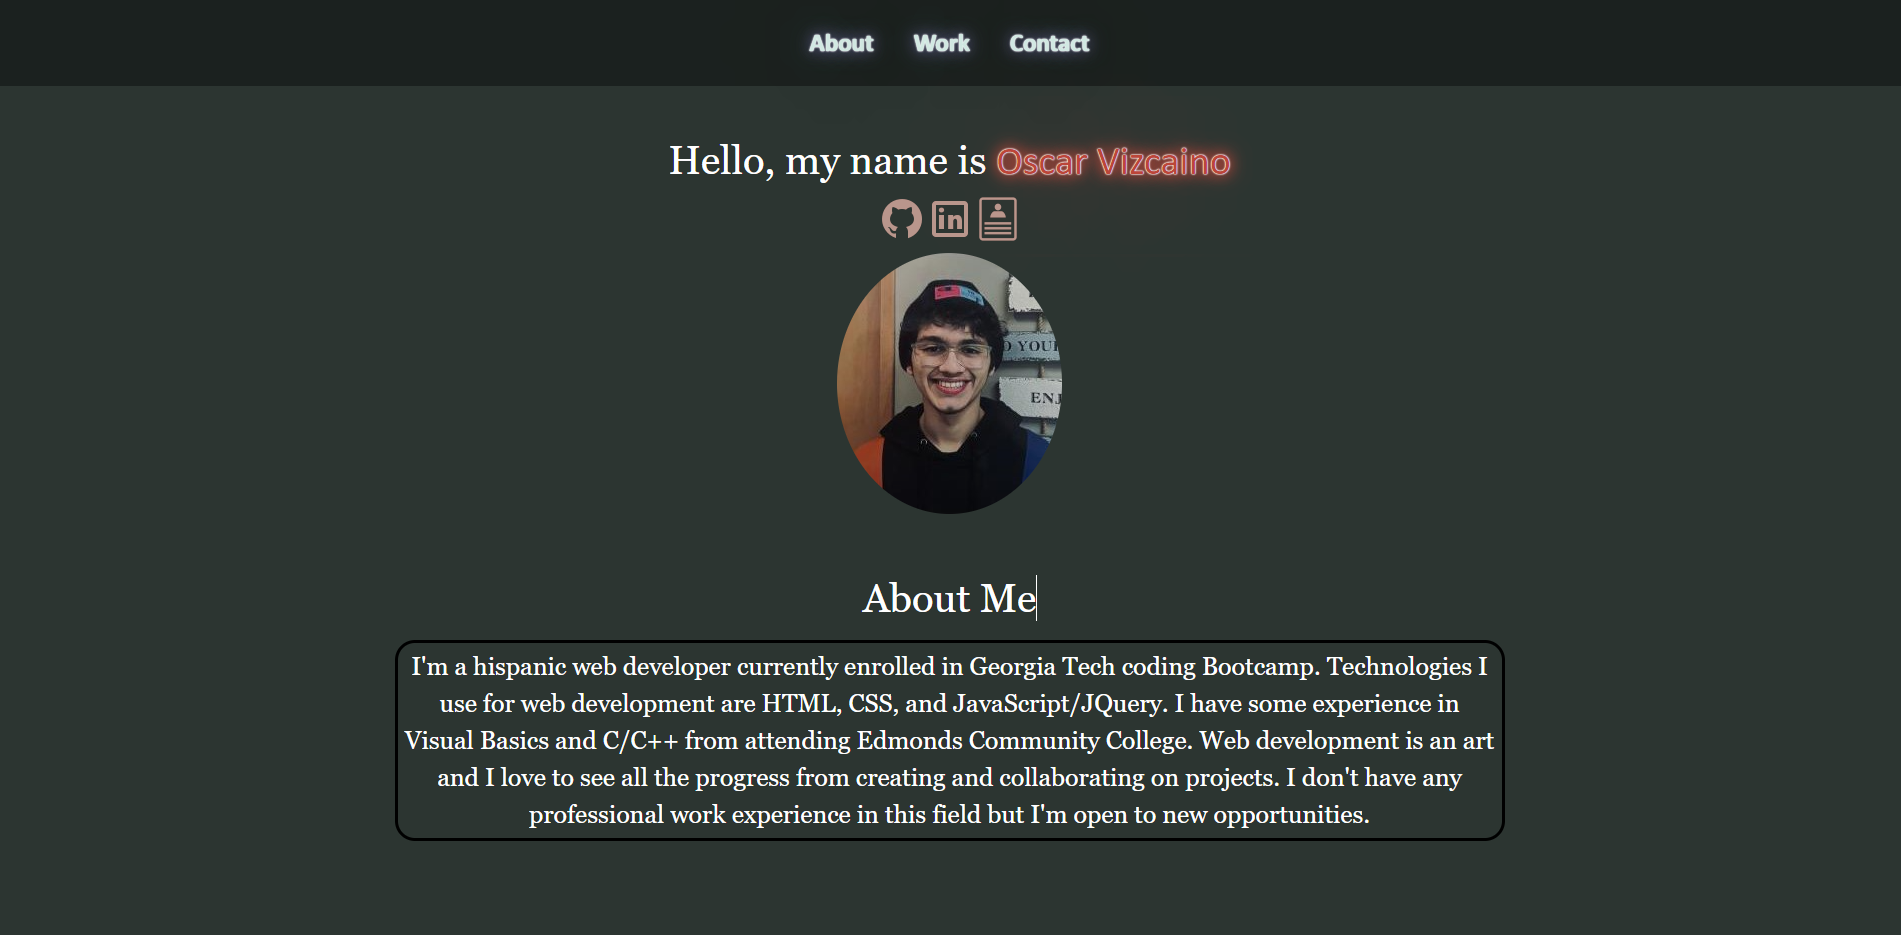 About Work Contact
Hello, my name is Oscar Vizcaino
in
YOU
ENJ
About Me
I'm a hispanic web developer currently enrolled in Georgia Tech coding Bootcamp. Technologies I
use for web development are HTML, CSS, and JavaScript/JQuery. I have some experience in
Visual Basics and C/C++ from attending Edmonds Community College. Web development is an art
and I love to see all the progress from creating and collaborating on projects. I don't have any
professional work experience in this field but I'm open to new opportunities.